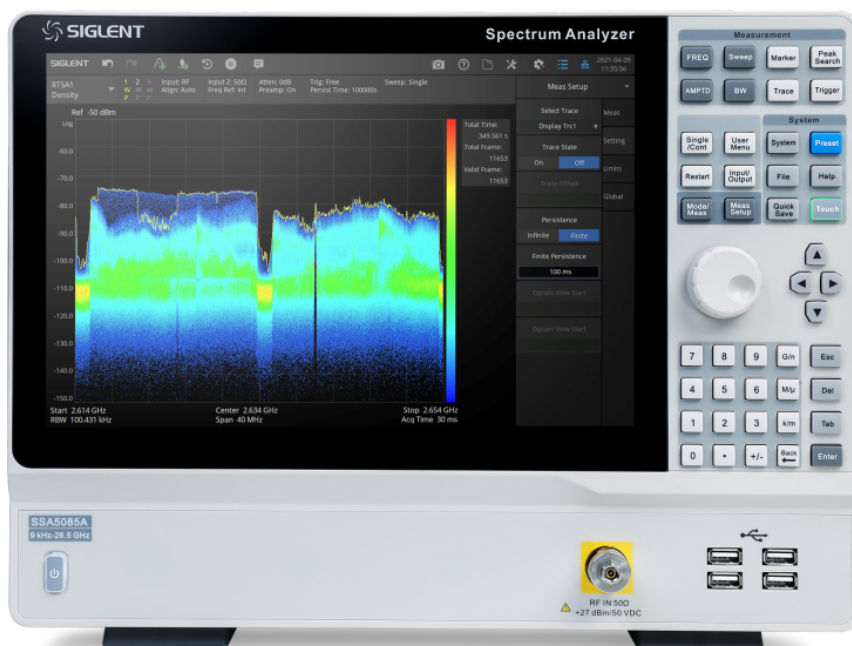 SIGLENT
Spectrum Analyzer
SIGLENT
2021-04-09
11:35:56
RTSA1
Density
1 2 3
W W W
P P P
Input: RF
Align: Auto
Input Z: 50Ω
Freq Ref: Int
Atten: 0dB
Preamp: On
Trig: Free
Persist Time: 100000s
Sweep: Single
Ref -50 dBm
Log
-60.0
-70.0
-80.0
-90.0
-100.0
-110.0
-120.0
-130.0
-140.0
-150.0
Start 2.614 GHz
RBW 100.431 kHz
Center 2.634 GHz
Span 40 MHz
Stop 2.654 GHz
Acq Time 30 ms
Total Time:
349.561 s
Total Frame:
11653
Valid Frame:
11653
Meas Setup
Select Trace
Display Trc1
Trace State
On Off
Trace Offset
Persistence
Infinite Finite
Finite Persistence
100 ms
Ogram View Start
Ogram View Start
Meas
Setting
Limits
Global
Measurement
FREQ Sweep Marker Peak
Search
AMPTD BW Trace Trigger
System
Single
/Cont
User
Menu
System
Preset
Restart
Input/
Output
File
Help
Mode/
Meas
Meas
Setup
Quick
Save
Touch
7 8 9 G/n Esc
4 5 6 M/µ Del
1 2 3 k/m Tab
0 . +/- Back Enter
SSA5085A
9 kHz-26.5 GHz
RF IN 50Ω
+27 dBm/50 VDC